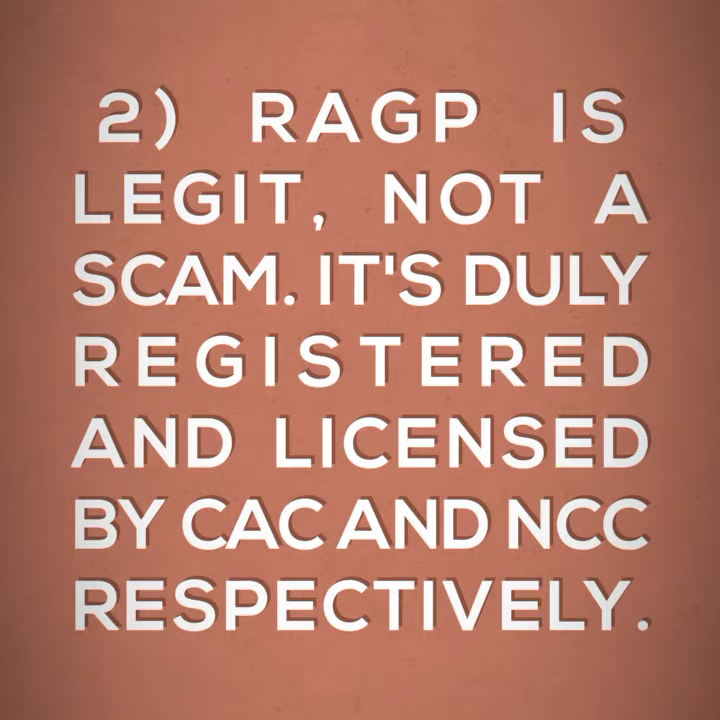 2) RAGP IS
LEGIT, NOT A
SCAM. IT'S DULY
REGISTERED
AND LICENSED
BY CAC AND NCC
RESPECTIVELY.